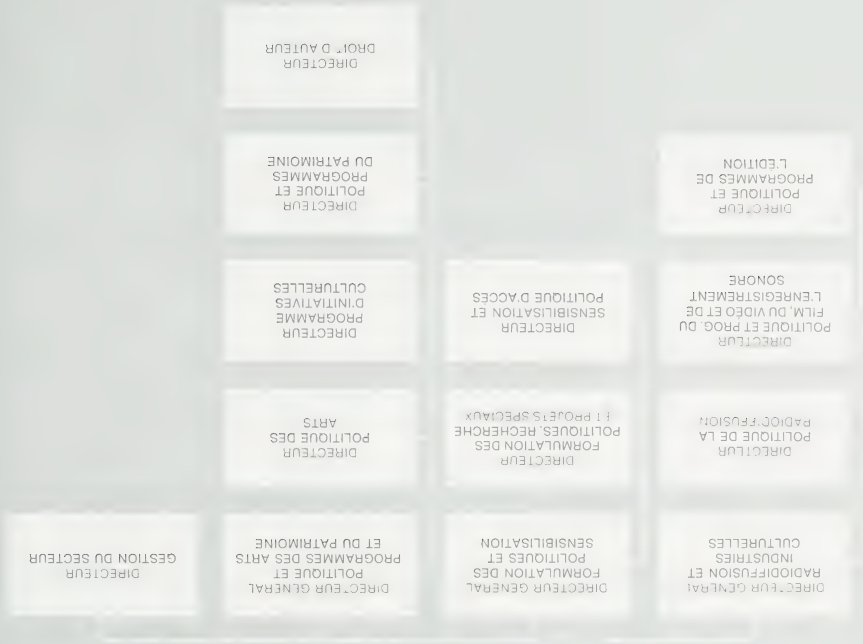 DIRECTEUR GENERAL
RADIODIFFUSION ET
INDUSTRIES
CULTURELLES
DIRECTEUR GENERAL
FORMULATION DES
POLITIQUES ET
SENSIBILISATION
DIRECTEUR GENERAL
POLITIQUE ET
PROGRAMMES DES ARTS
ET DU PATRIMOINE
DIRECTEUR
GESTION DU SECTEUR
DIRECTEUR
POLITIQUE DE LA
RADIODIFFUSION
DIRECTEUR
FORMULATION DES
POLITIQUES, RECHERCHE
ET PROJETS SPECIAUX
DIRECTEUR
POLITIQUE DES
ARTS
DIRECTEUR
POLITIQUE ET PROG. DU
FILM, DU VIDÉO ET DE
L'ENREGISTREMENT
SONORE
DIRECTEUR
SENSIBILISATION ET
POLITIQUE D'ACCÈS
DIRECTEUR
PROGRAMME
D'INITIATIVES
CULTURELLES
DIRECTEUR
POLITIQUE ET
PROGRAMMES DE
L'ÉDITION
DIRECTEUR
POLITIQUE ET
PROGRAMMES
DU PATRIMOINE
DIRECTEUR
DROIT D'AUTEUR